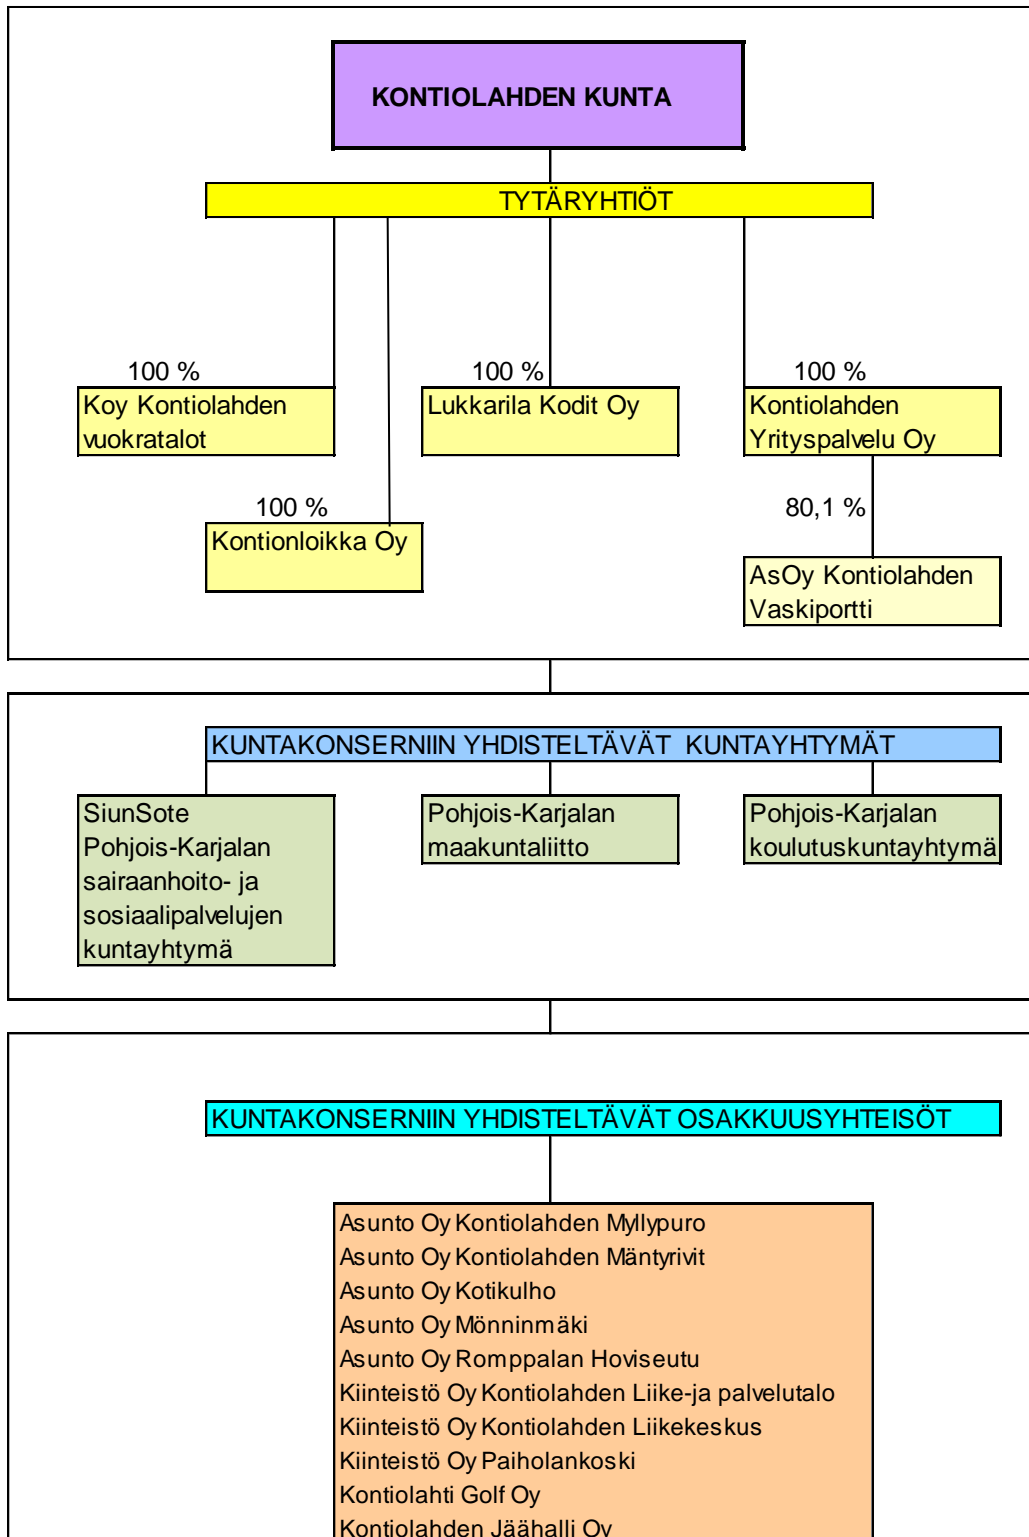 KONTIOLAHDEN KUNTA
TYTÄRYHTIÖT
100 %
100 %
100 %
Koy Kontiolahden
vuokratalot
Lukkarila Kodit Oy
Kontiolahden
Yrityspalvelu Oy
100 %
80,1 %
Kontionloikka Oy
AsOy Kontiolahden
Vaskiportti
KUNTAKONSERNIIN YHDISTELTÄVÄT KUNTAYHTYMÄT
SiunSote
Pohjois-Karjalan
sairaanhoito- ja
sosiaalipalvelujen
kuntayhtymä
Pohjois-Karjalan
maakuntaliitto
Pohjois-Karjalan
koulutuskuntayhtymä
KUNTAKONSERNIIN YHDISTELTÄVÄT OSAKKUUSYHTEISÖT
Asunto Oy Kontiolahden Myllypuro
Asunto Oy Kontiolahden Mäntyrivit
Asunto Oy Kotikulho
Asunto Oy Mönninmäki
Asunto Oy Romppalan Hoviseutu
Kiinteistö Oy Kontiolahden Liike-ja palvelutalo
Kiinteistö Oy Kontiolahden Liikekeskus
Kiinteistö Oy Paiholankoski
Kontiolahti Golf Oy
Kontiolahden Jäähalli Oy